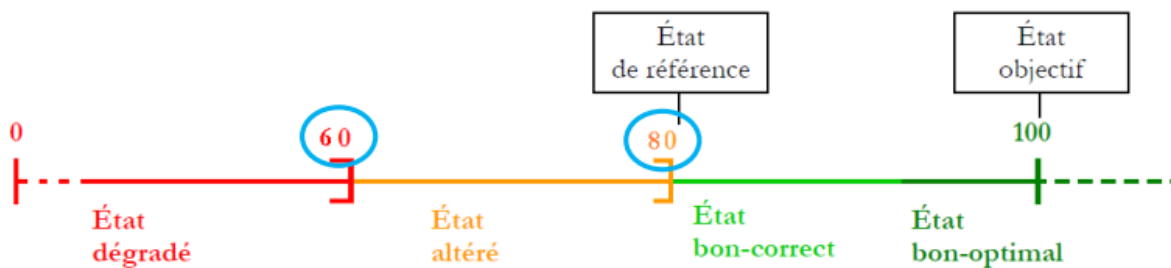 État
de référence
État
objectif
0
60
80
100
État
dégradé
État
altéré
État
bon-correct
État
bon-optimal